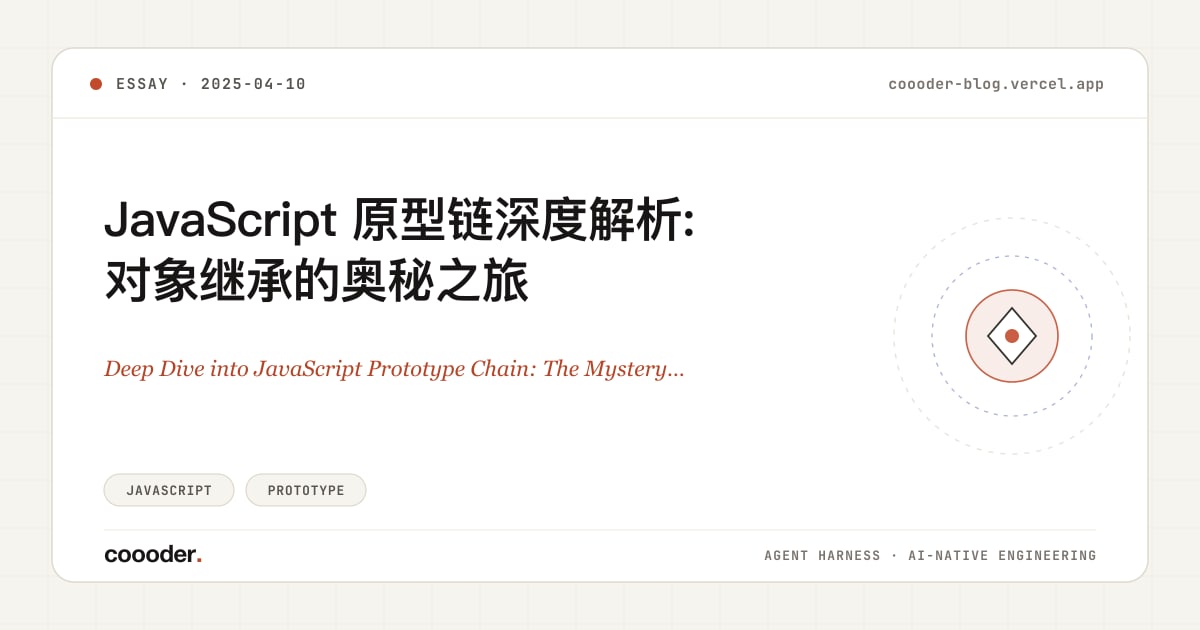 ESSAY · 2025-04-10
coooder-blog.vercel.app
JavaScript 原型链深度解析:
对象继承的奥秘之旅
Deep Dive into JavaScript Prototype Chain: The Mystery...
JAVASCRIPT
PROTOTYPE
coooder.
AGENT HARNESS · AI-NATIVE ENGINEERING